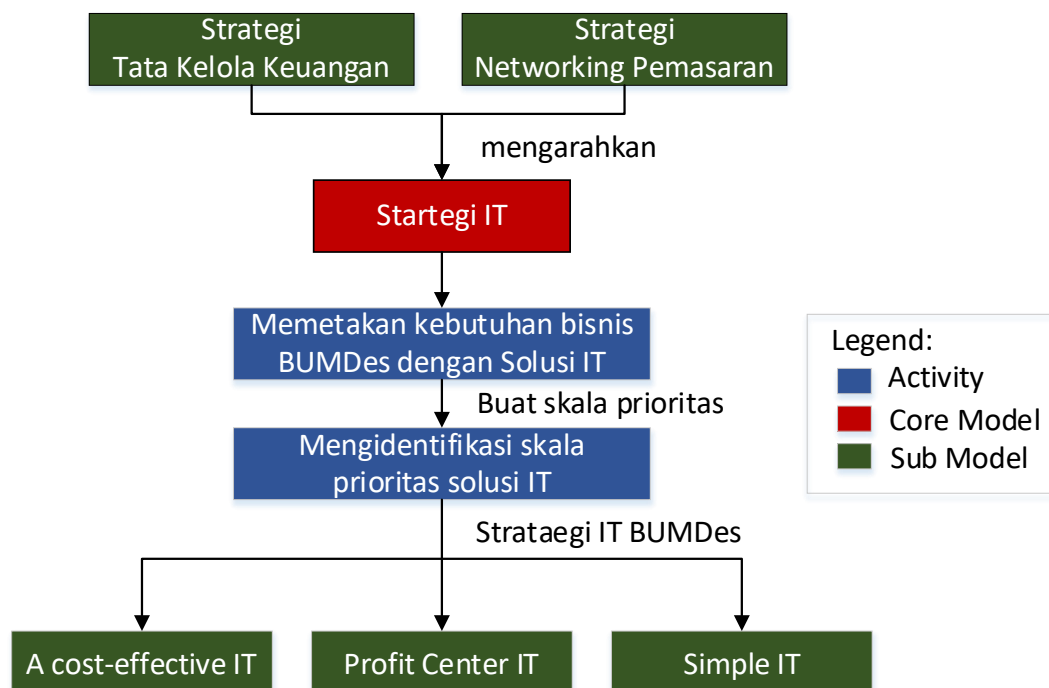 Strategi
Tata Kelola Keuangan
Strategi
Networking Pemasaran
mengarahkan
Startegi IT
Memetakan kebutuhan bisnis
BUMDes dengan Solusi IT
Buat skala prioritas
Mengidentifikasi skala
prioritas solusi IT
Strataegi IT BUMDes
A cost-effective IT
Profit Center IT
Simple IT
Legend:
Activity
Core Model
Sub Model